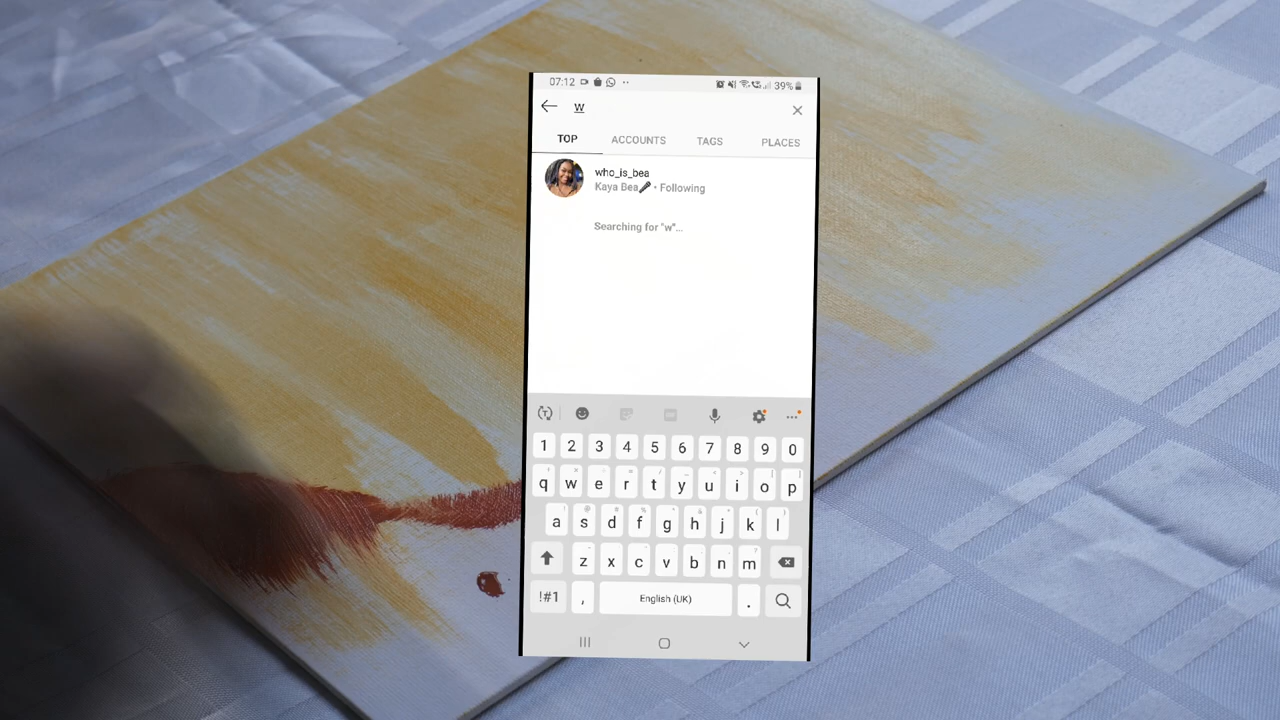 07:12 39%
w
TOP ACCOUNTS TAGS PLACES
who_is_bea
Kaya Bea🎤 • Following
Searching for "w"...
1 2 3 4 5 6 7 8 9 0
q w e r t y u i o p
a s d f g h j k l
z x c v b n m
!#1 , English (UK) .